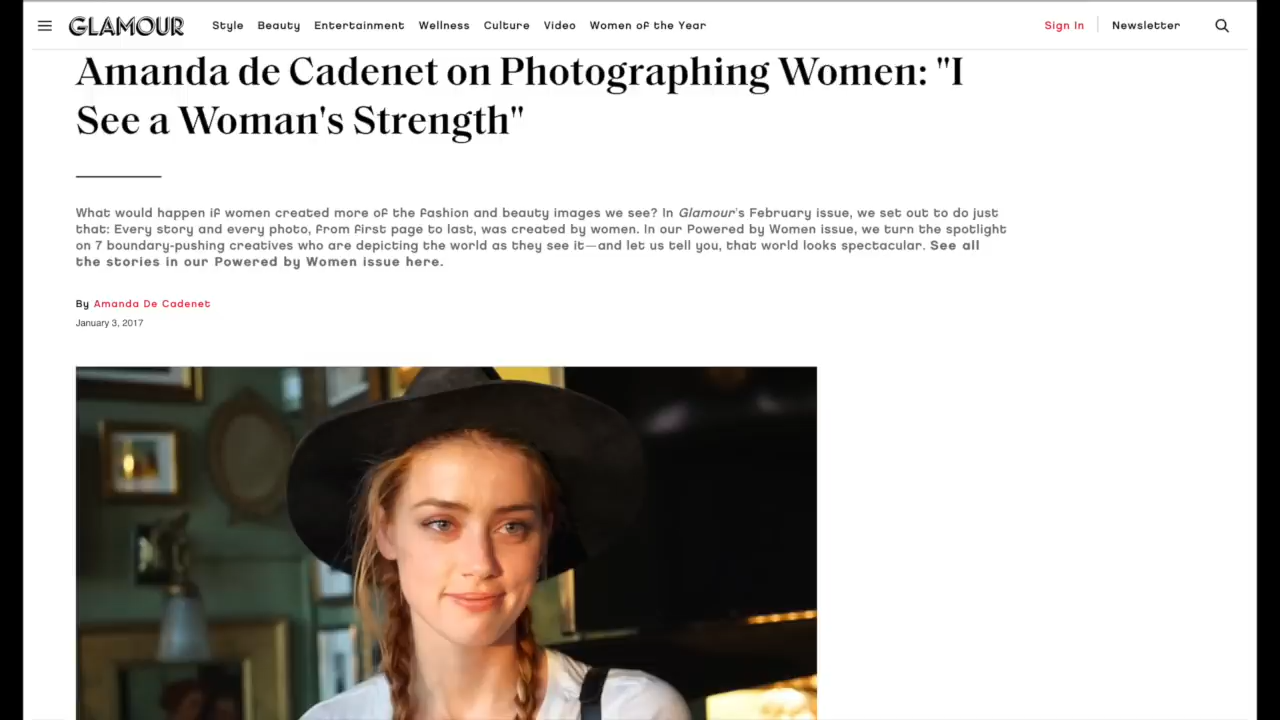 GLAMOUR Style Beauty Entertainment Wellness Culture Video Women of the Year Sign In Newsletter
Amanda de Cadenet on Photographing Women: "I
See a Woman's Strength"
What would happen if women created more of the fashion and beauty images we see? In Glamour's February issue, we set out to do just
that: Every story and every photo, from first page to last, was created by women. In our Powered by Women issue, we turn the spotlight
on 7 boundary-pushing creatives who are depicting the world as they see it—and let us tell you, that world looks spectacular. See all
the stories in our Powered by Women issue here.
By Amanda De Cadenet
January 3, 2017